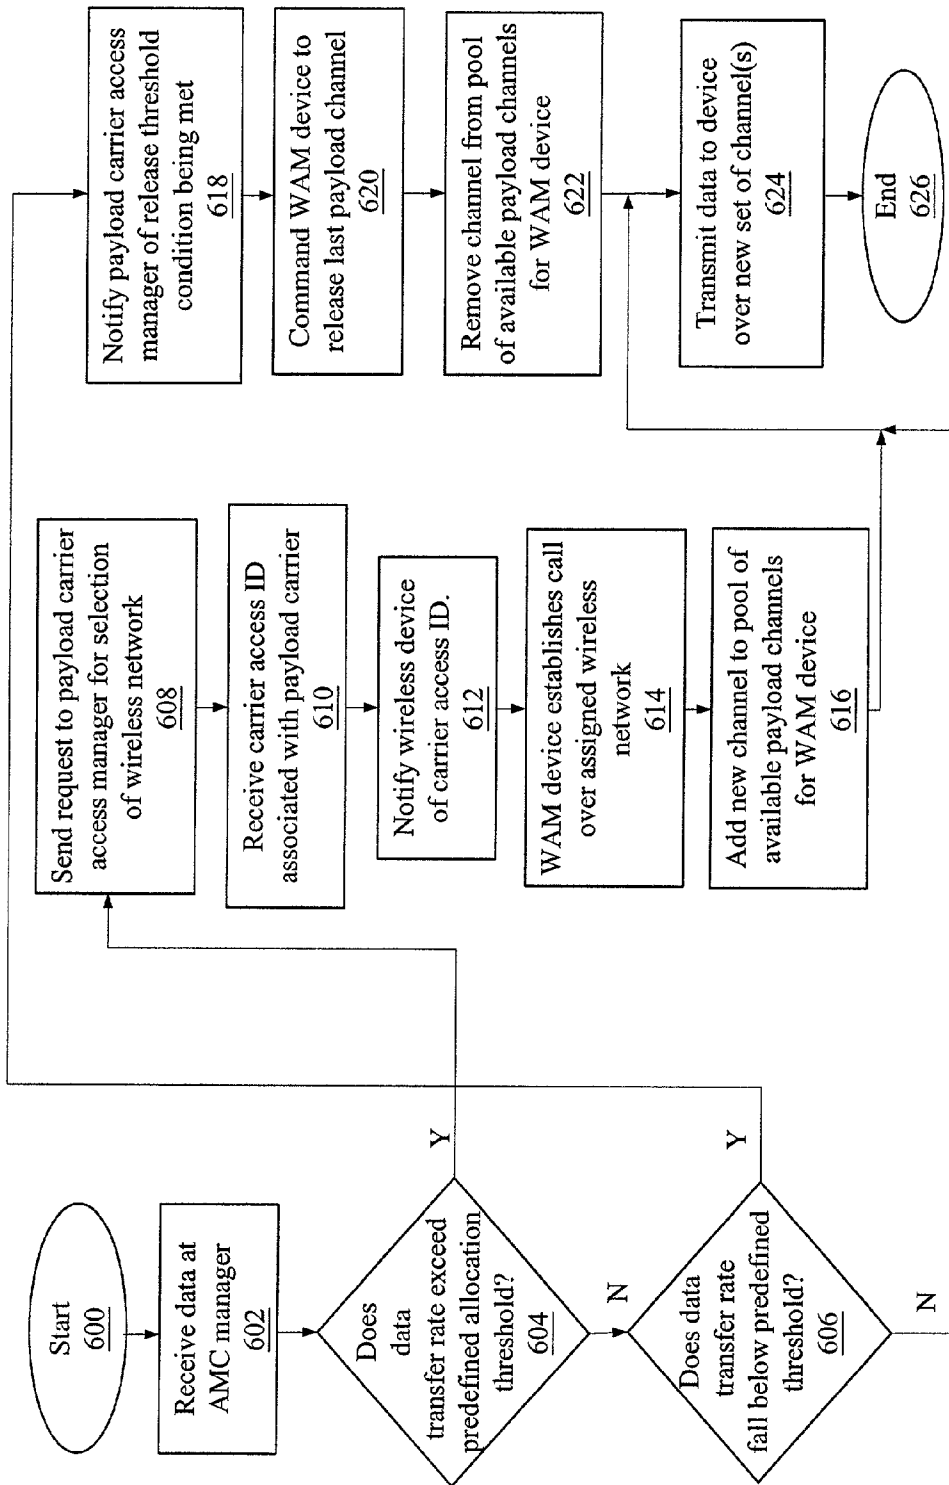 Start
600
Receive data at
AMC manager
602
Does
data
transfer rate exceed
predefined allocation
threshold?
604
Y
N
Does data
transfer rate
fall below predefined
threshold?
606
Y
N
Send request to payload carrier
access manager for selection
of wireless network
608
Receive carrier access ID
associated with payload carrier
610
Notify wireless device
of carrier access ID.
612
WAM device establishes call
over assigned wireless
network
614
Add new channel to pool of
available payload channels
for WAM device
616
Notify payload carrier access
manager of release threshold
condition being met
618
Command WAM device to
release last payload channel
620
Remove channel from pool
of available payload channels
for WAM device
622
Transmit data to device
over new set of channel(s)
624
End
626